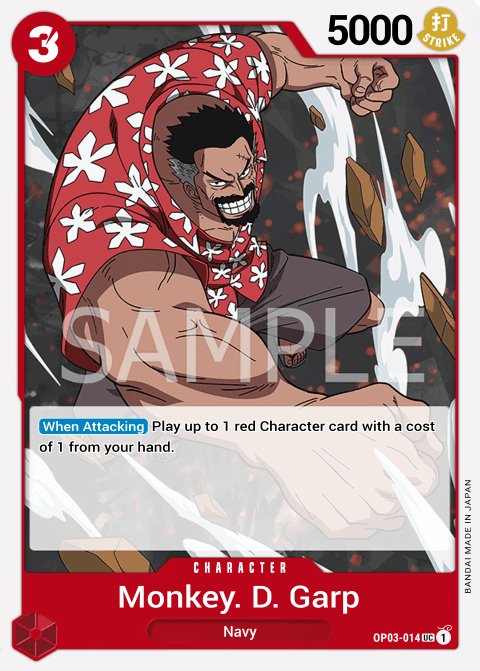 3
5000
打
STRIKE
SAMPLE
When Attacking Play up to 1 red Character card with a cost
of 1 from your hand.
BANDAI MADE IN JAPAN
CHARACTER
Monkey. D. Garp
Navy
OP03-014 UC 1